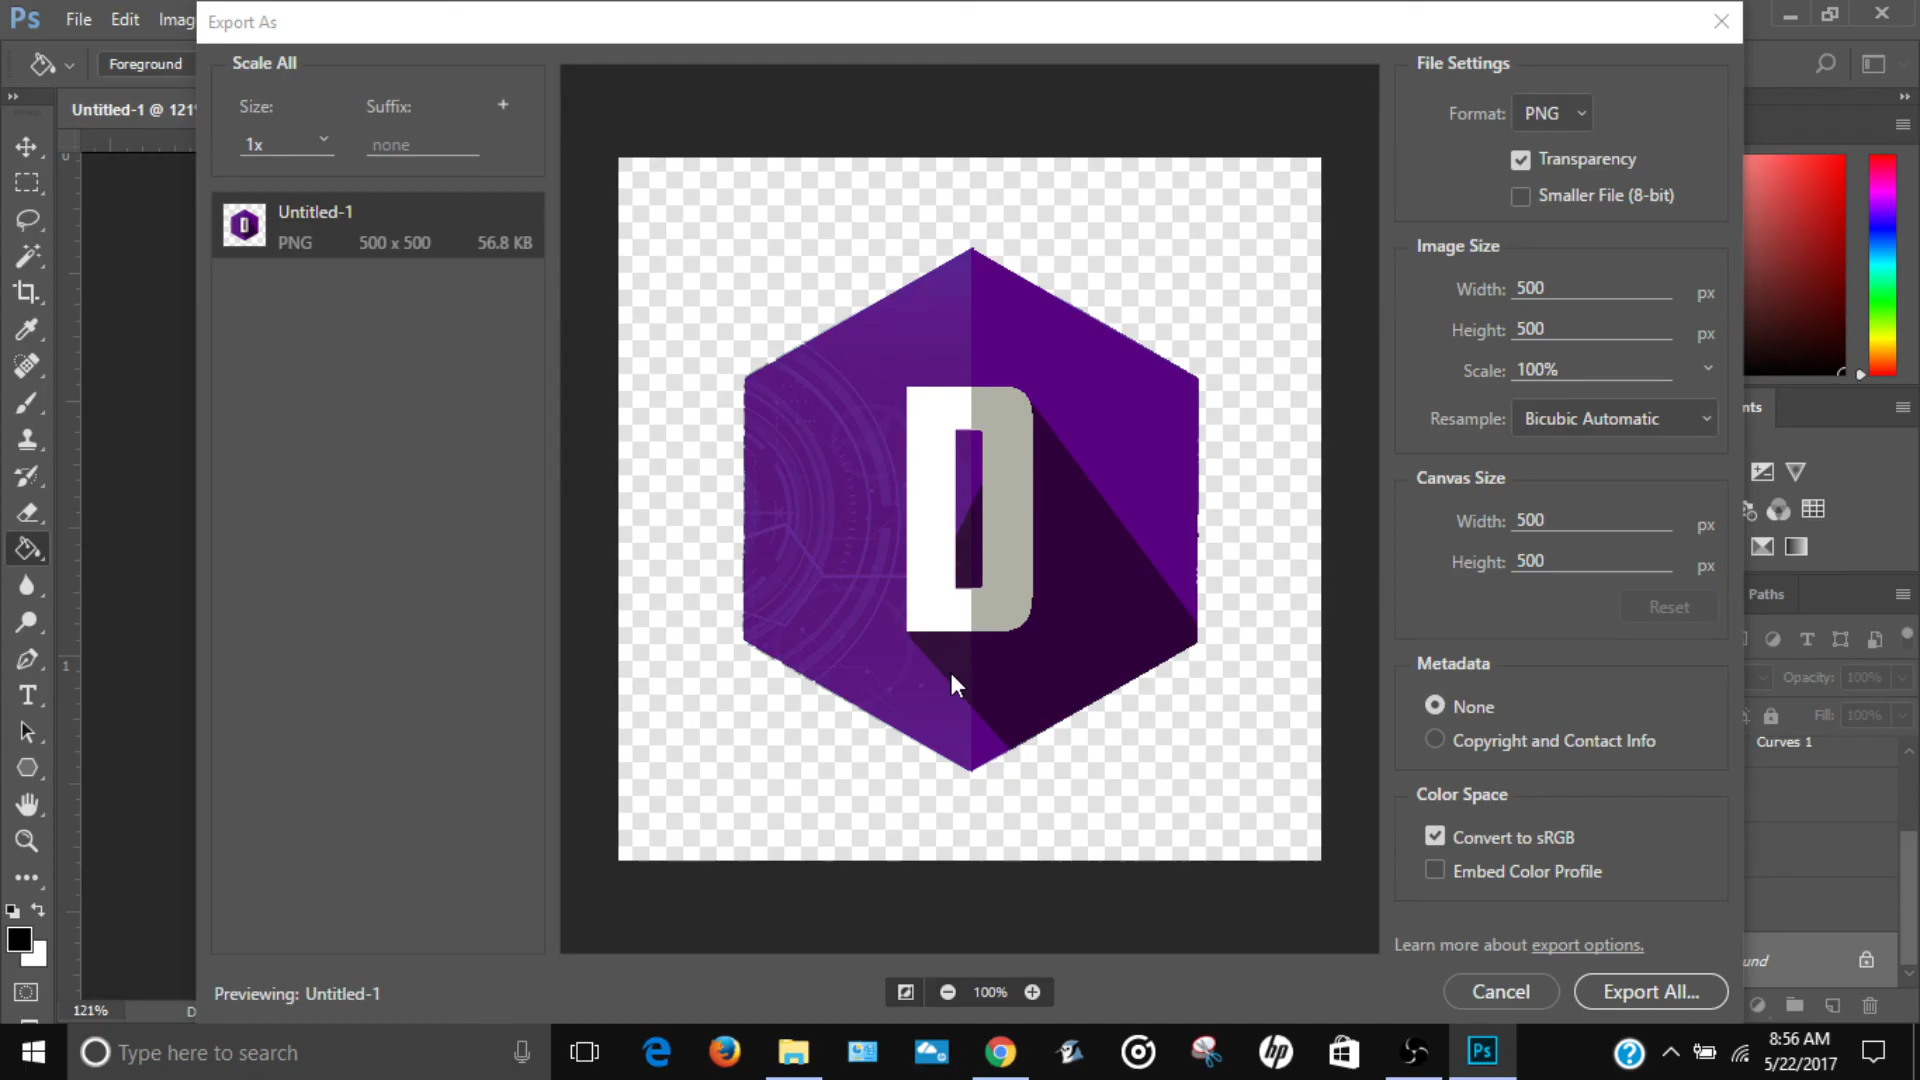 Ps File Edit Imag
Export As
Foreground
Untitled-1 @ 121
Scale All
Size: Suffix:
1x none
Untitled-1
PNG 500 x 500 56.8 KB
0
1
D
File Settings
Format: PNG
Transparency
Smaller File (8-bit)
Image Size
Width: 500 px
Height: 500 px
Scale: 100%
Resample: Bicubic Automatic
Canvas Size
Width: 500 px
Height: 500 px
Reset
Metadata
None
Copyright and Contact Info
Color Space
Convert to sRGB
Embed Color Profile
Learn more about export options.
Cancel Export All...
Previewing: Untitled-1
100%
nts
Paths
Opacity: 100%
Fill: 100%
Curves 1
und
121% D
Type here to search
hp
Ps
?
8:56 AM
5/22/2017